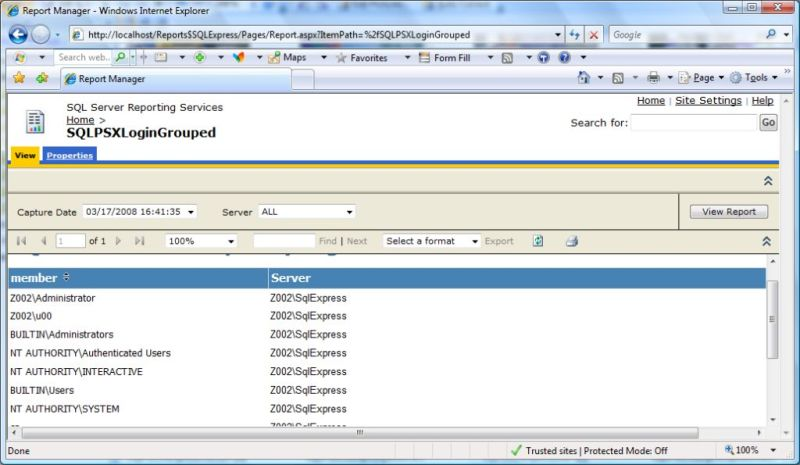 Report Manager - Windows Internet Explorer
http://localhost/Reports$SQLExpress/Pages/Report.aspx?ItemPath=%2fSQLPSXLoginGrouped
Google
Search web...
Maps
Favorites
Form Fill
Report Manager
Page
Tools
SQL Server Reporting Services
Home | Site Settings | Help
Home >
SQLPSXLoginGrouped
Search for:
Go
View
Properties
Capture Date 03/17/2008 16:41:35 Server ALL
View Report
1 of 1 100% Find | Next Select a format Export
member Server
Z002\Administrator Z002\SqlExpress
Z002\u00 Z002\SqlExpress
BUILTIN\Administrators Z002\SqlExpress
NT AUTHORITY\Authenticated Users Z002\SqlExpress
NT AUTHORITY\INTERACTIVE Z002\SqlExpress
BUILTIN\Users Z002\SqlExpress
NT AUTHORITY\SYSTEM Z002\SqlExpress
Z002\SqlExpress
Done
Trusted sites | Protected Mode: Off
100%